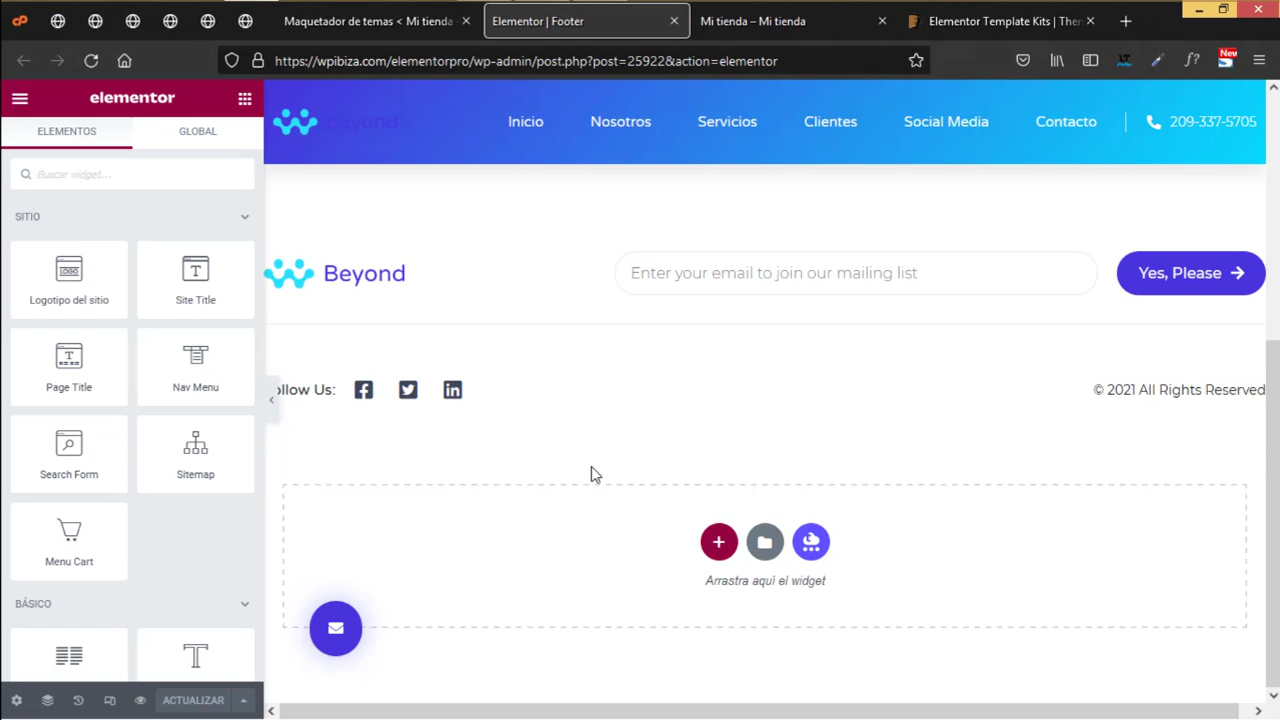 Maquetador de temas < Mi tienda -
Elementor | Footer
Mi tienda – Mi tienda
Elementor Template Kits | Then
https://wpibiza.com/elementorpro/wp-admin/post.php?post=25922&action=elementor
New
elementor
ELEMENTOS
GLOBAL
Buscar widget...
SITIO
LOGO
Logotipo del sitio
Site Title
Page Title
Nav Menu
Search Form
Sitemap
Menu Cart
BÁSICO
ACTUALIZAR
Beyond
Inicio
Nosotros
Servicios
Clientes
Social Media
Contacto
209-337-5705
Beyond
Enter your email to join our mailing list
Yes, Please
ollow Us:
© 2021 All Rights Reserved
Arrastra aquí el widget